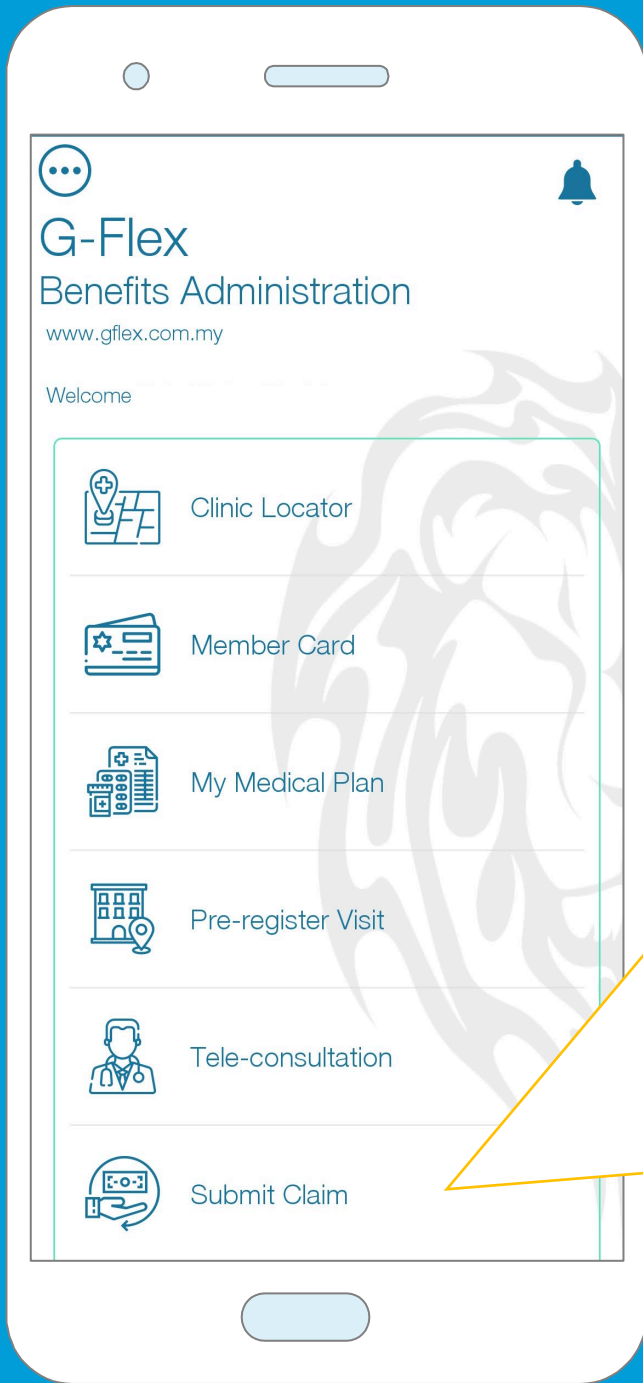 G-Flex
Benefits Administration
www.gflex.com.my
Welcome
Clinic Locator
Member Card
My Medical Plan
Pre-register Visit
Tele-consultation
Submit Claim